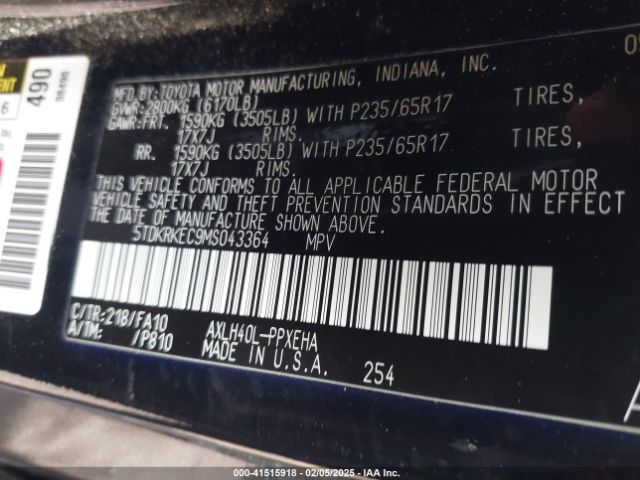 490
6
MFD.BY:TOYOTA MOTOR MANUFACTURING, INDIANA, INC.
GVWR:2800KG (6170LB)
GAWR:FRT. 1590KG (3505LB) WITH P235/65R17 TIRES,
17X7J RIMS.
RR. 1590KG (3505LB) WITH P235/65R17 TIRES,
17X7J RIMS.
THIS VEHICLE CONFORMS TO ALL APPLICABLE FEDERAL MOTOR
VEHICLE SAFETY AND THEFT PREVENTION STANDARDS IN EFFECT
ON THE DATE OF MANUFACTURE SHOWN ABOVE.
5TDKRKEC9MS043364 MPV
C/TR:218/FA10 AXLH40L-PPXEHA
A/TM: /P810 MADE IN U.S.A. 254
000-41515918 - 02/05/2025 - IAA Inc.